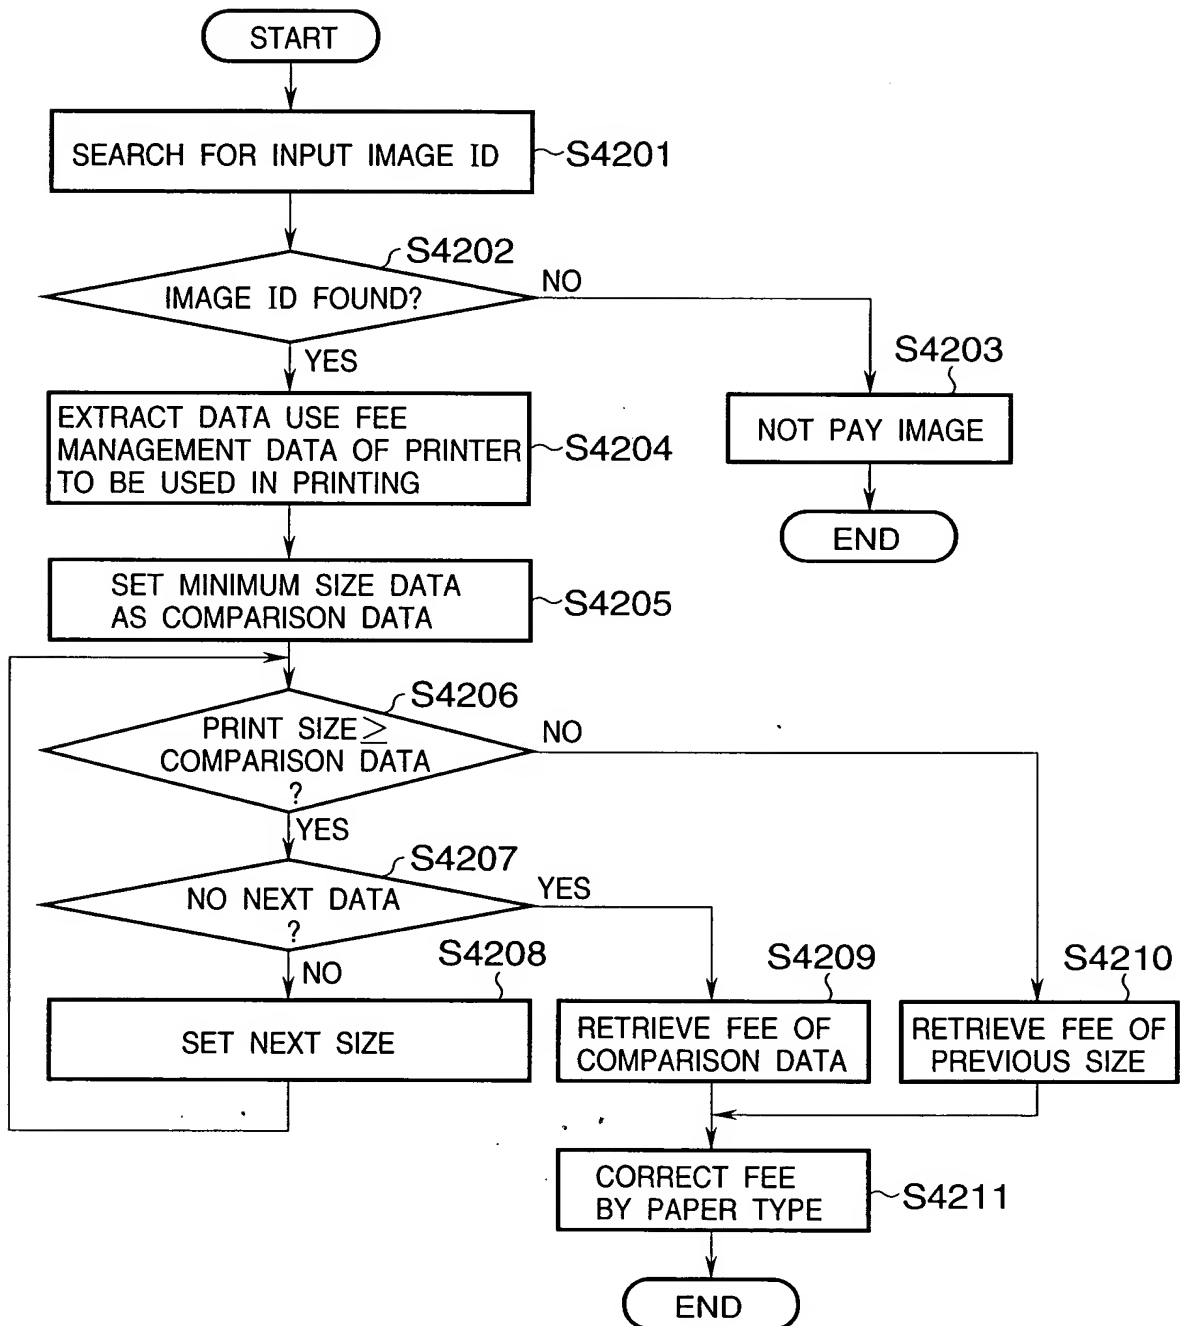 START
SEARCH FOR INPUT IMAGE ID
S4201
S4202
IMAGE ID FOUND?
NO
YES
S4203
NOT PAY IMAGE
END
EXTRACT DATA USE FEE
MANAGEMENT DATA OF PRINTER
TO BE USED IN PRINTING
S4204
SET MINIMUM SIZE DATA
AS COMPARISON DATA
S4205
S4206
PRINT SIZE ≥
COMPARISON DATA
?
NO
YES
S4207
NO NEXT DATA
?
YES
NO
S4208
SET NEXT SIZE
S4209
RETRIEVE FEE OF
COMPARISON DATA
S4210
RETRIEVE FEE OF
PREVIOUS SIZE
CORRECT FEE
BY PAPER TYPE
S4211
END